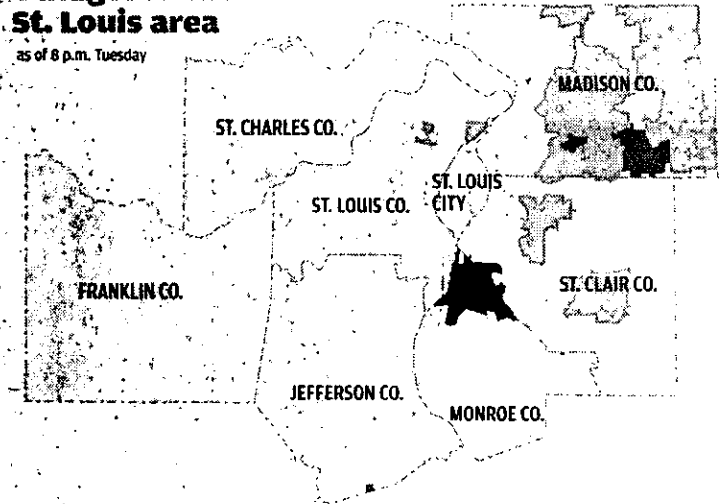 St. Louis area
as of 8 p.m. Tuesday
MADISON CO.
ST. CHARLES CO.
ST. LOUIS
CITY
ST. LOUIS CO.
ST. CLAIR CO.
FRANKLIN CO.
JEFFERSON CO.
MONROE CO.